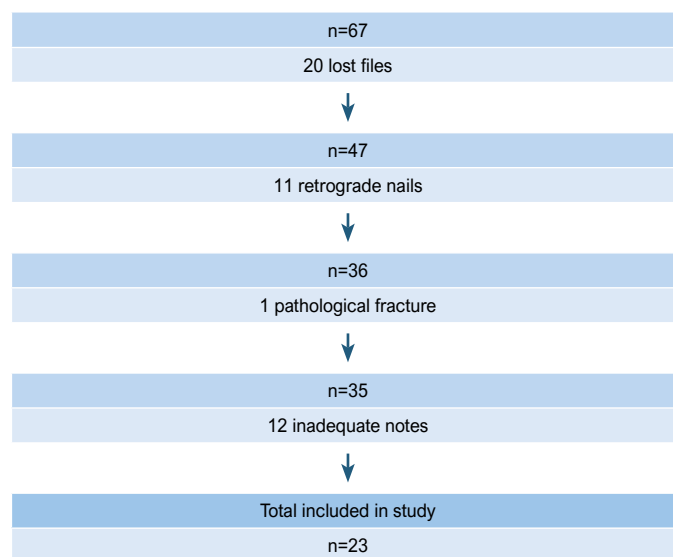 n=67
20 lost files
n=47
11 retrograde nails
n=36
1 pathological fracture
n=35
12 inadequate notes
Total included in study
n=23